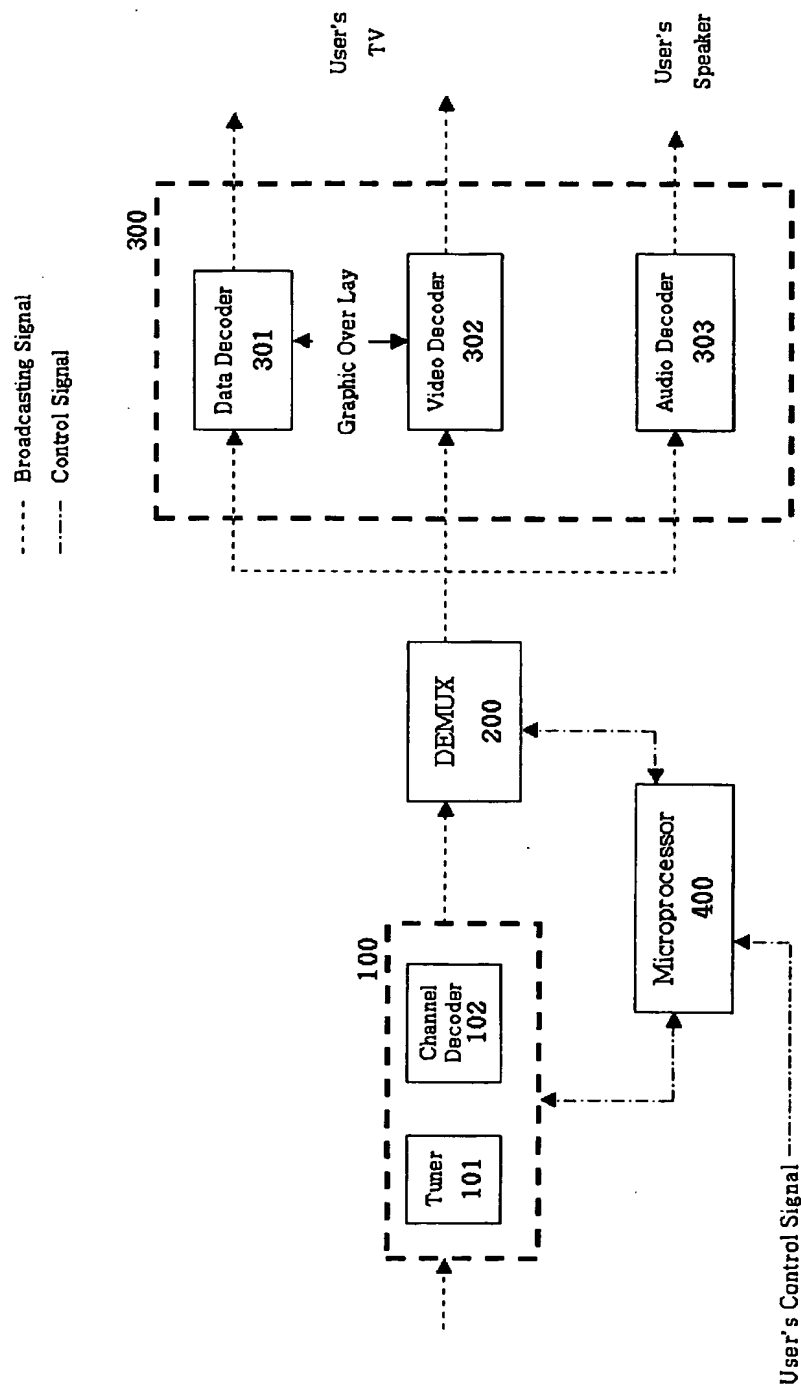 Broadcasting Signal
Control Signal
100
Tuner
101
Channel
Decoder
102
DEMUX
200
300
Data Decoder
301
Graphic Over Lay
Video Decoder
302
Audio Decoder
303
User's
TV
User's
Speaker
Microprocessor
400
User's Control Signal